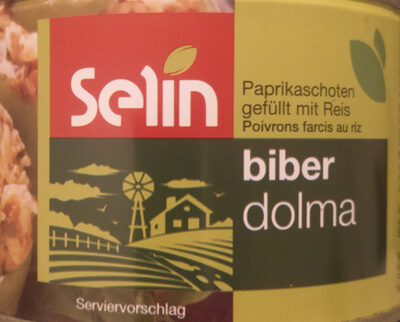 Selin
Paprikaschoten
gefüllt mit Reis
Poivrons farcis au riz
biber
dolma
Serviervorschlag